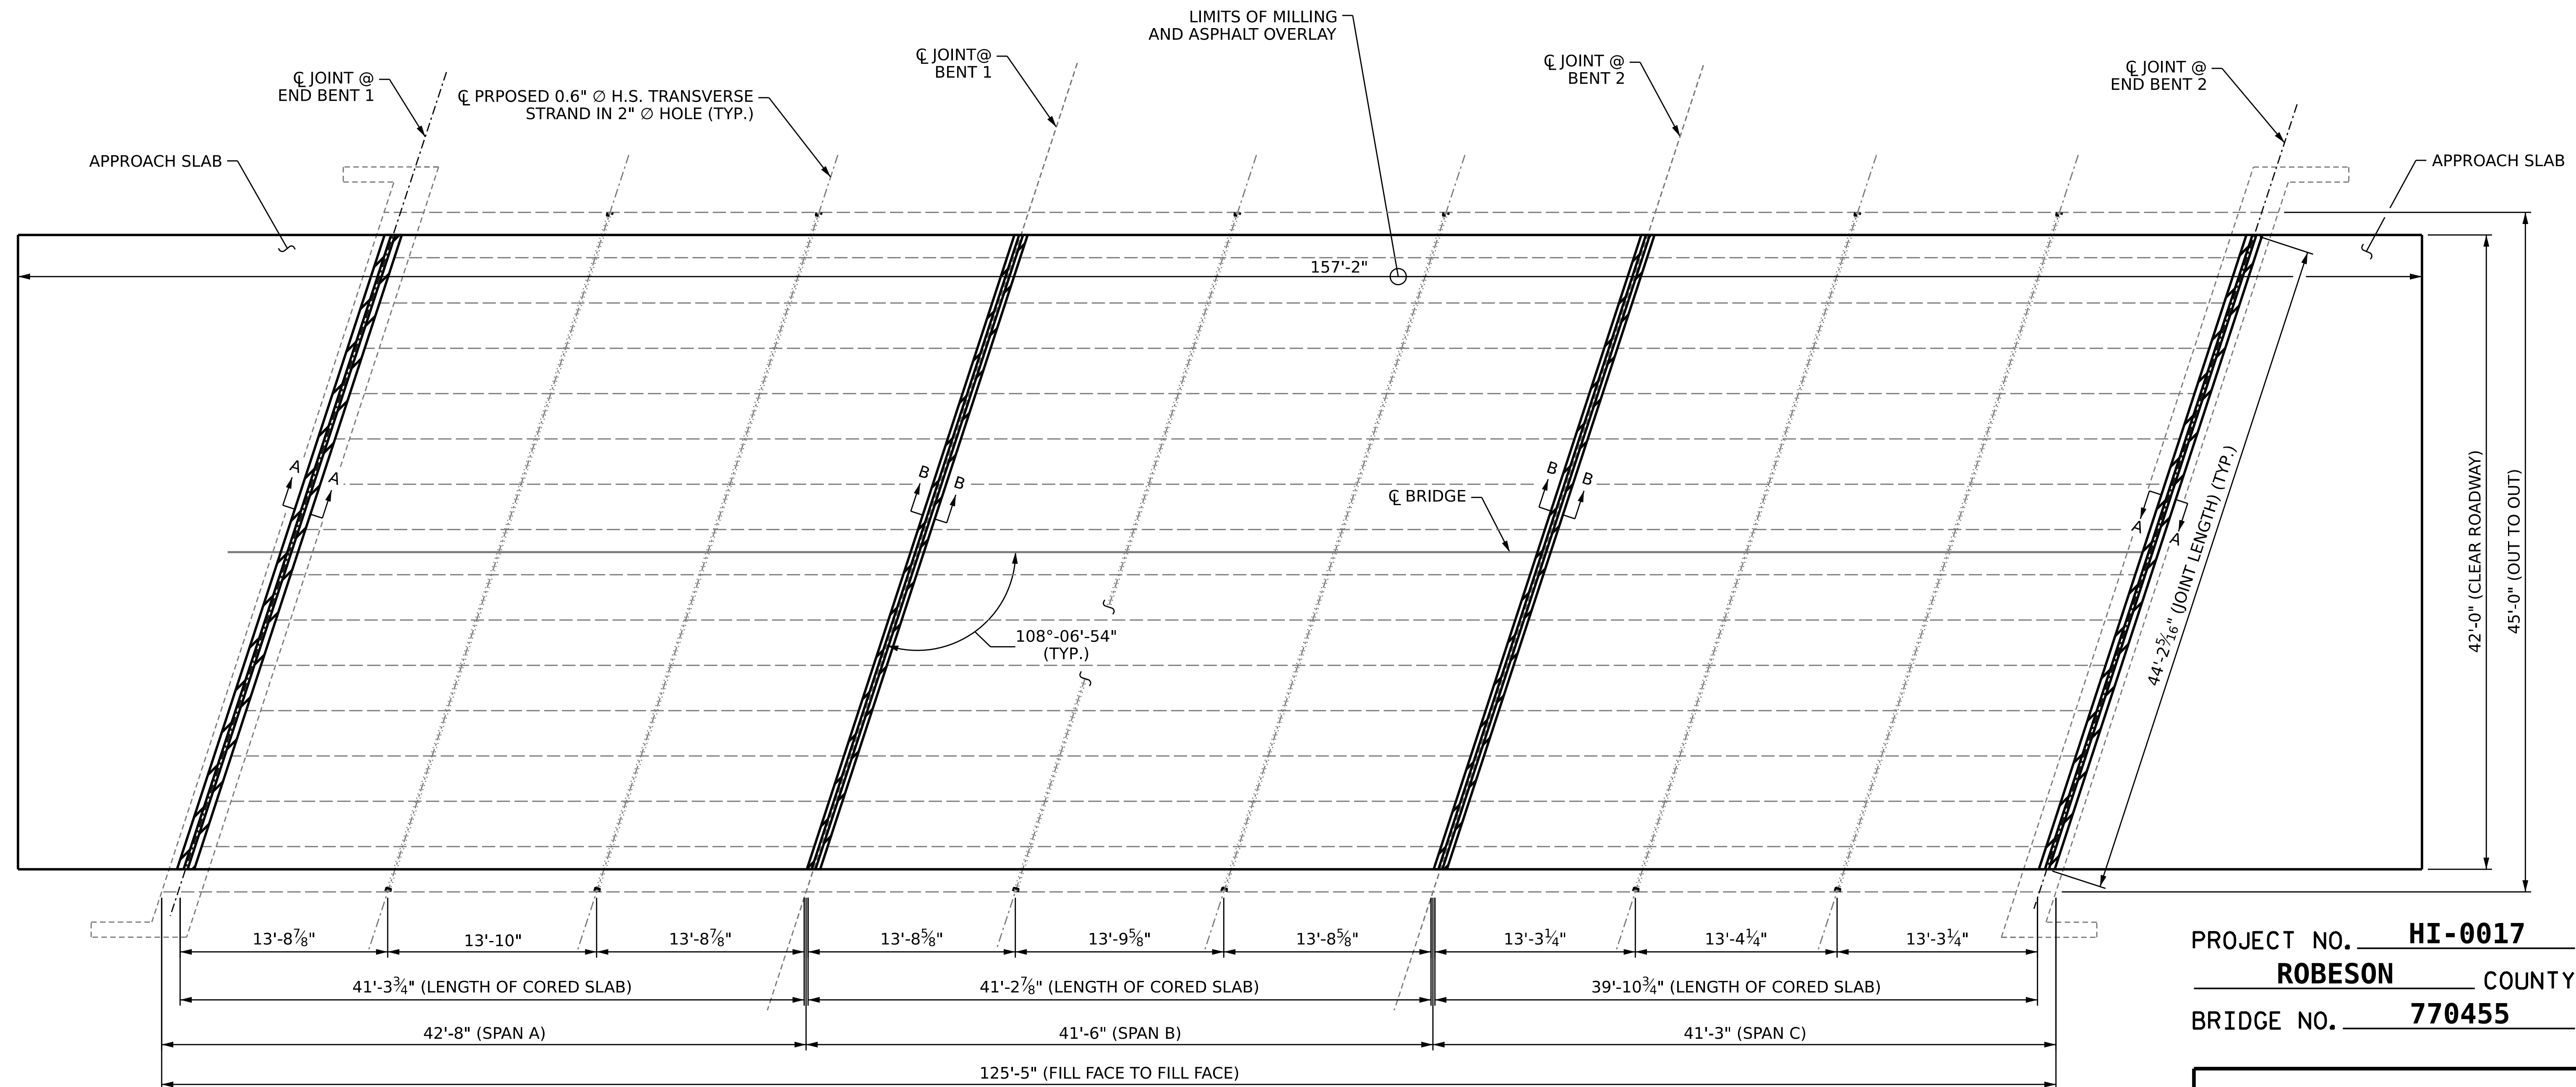 LIMITS OF MILLING
AND ASPHALT OVERLAY
℄ JOINT @
END BENT 1
℄ PRPOSED 0.6" ∅ H.S. TRANSVERSE
STRAND IN 2" ∅ HOLE (TYP.)
℄ JOINT@
BENT 1
℄ JOINT @
BENT 2
℄ JOINT @
END BENT 2
APPROACH SLAB
APPROACH SLAB
157'-2"
A
A
B
B
B
B
A
A
℄ BRIDGE
108°-06'-54"
(TYP.)
44'-2 5/16" (JOINT LENGTH) (TYP.)
42'-0" (CLEAR ROADWAY)
45'-0" (OUT TO OUT)
13'-8⅞"
13'-10"
13'-8⅞"
13'-8⅝"
13'-9⅝"
13'-8⅝"
13'-3¼"
13'-4¼"
13'-3¼"
41'-3¾" (LENGTH OF CORED SLAB)
41'-2⅞" (LENGTH OF CORED SLAB)
39'-10¾" (LENGTH OF CORED SLAB)
42'-8" (SPAN A)
41'-6" (SPAN B)
41'-3" (SPAN C)
125'-5" (FILL FACE TO FILL FACE)
PROJECT NO. HI-0017
ROBESON COUNTY
BRIDGE NO. 770455